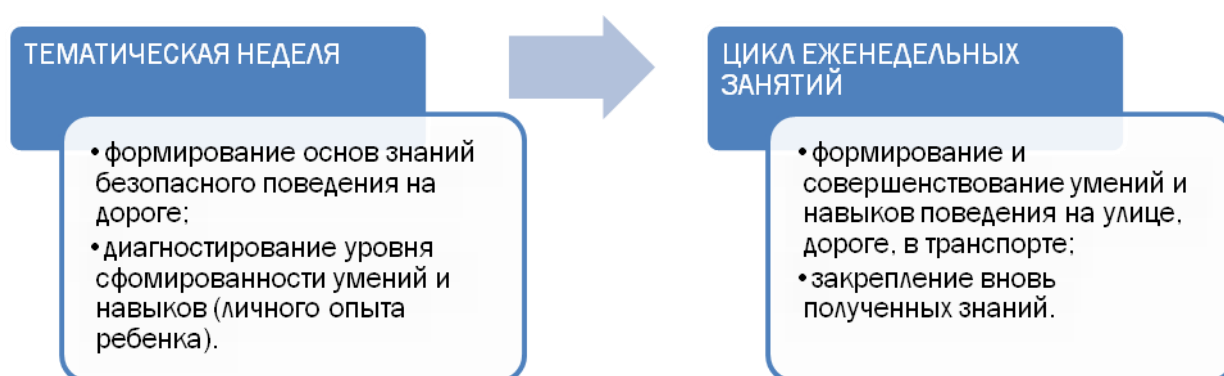 ТЕМАТИЧЕСКАЯ НЕДЕЛЯ
•формирование основ знаний
безопасного поведения на
дороге;
•диагностирование уровня
сфомированности умений и
навыков (личного опыта
ребенка).
ЦИКЛ ЕЖЕНЕДЕЛЬНЫХ
ЗАНЯТИЙ
•формирование и
совершенствование умений и
навыков поведения на улице,
дороге, в транспорте;
•закрепление вновь
полученных знаний.